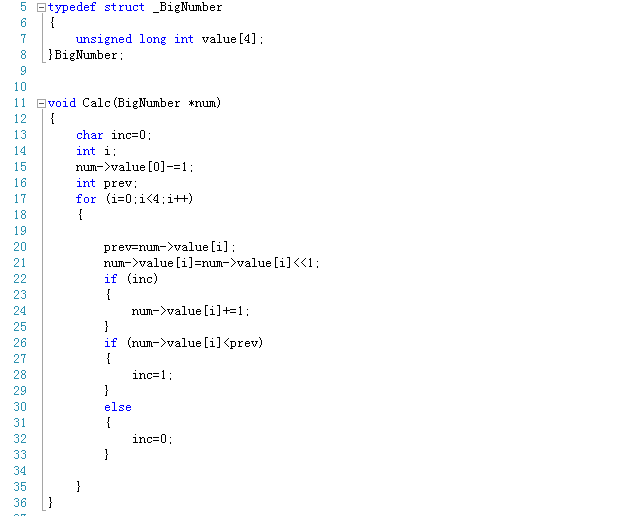 5 typedef struct _BigNumber
6 {
7 unsigned long int value[4];
8 }BigNumber;
9
10
11 void Calc(BigNumber *num)
12 {
13 char inc=0;
14 int i;
15 num->value[0]-=1;
16 int prev;
17 for (i=0;i<4;i++)
18 {
19
20 prev=num->value[i];
21 num->value[i]=num->value[i]<<1;
22 if (inc)
23 {
24 num->value[i]+=1;
25 }
26 if (num->value[i]<prev)
27 {
28 inc=1;
29 }
30 else
31 {
32 inc=0;
33 }
34
35 }
36 }